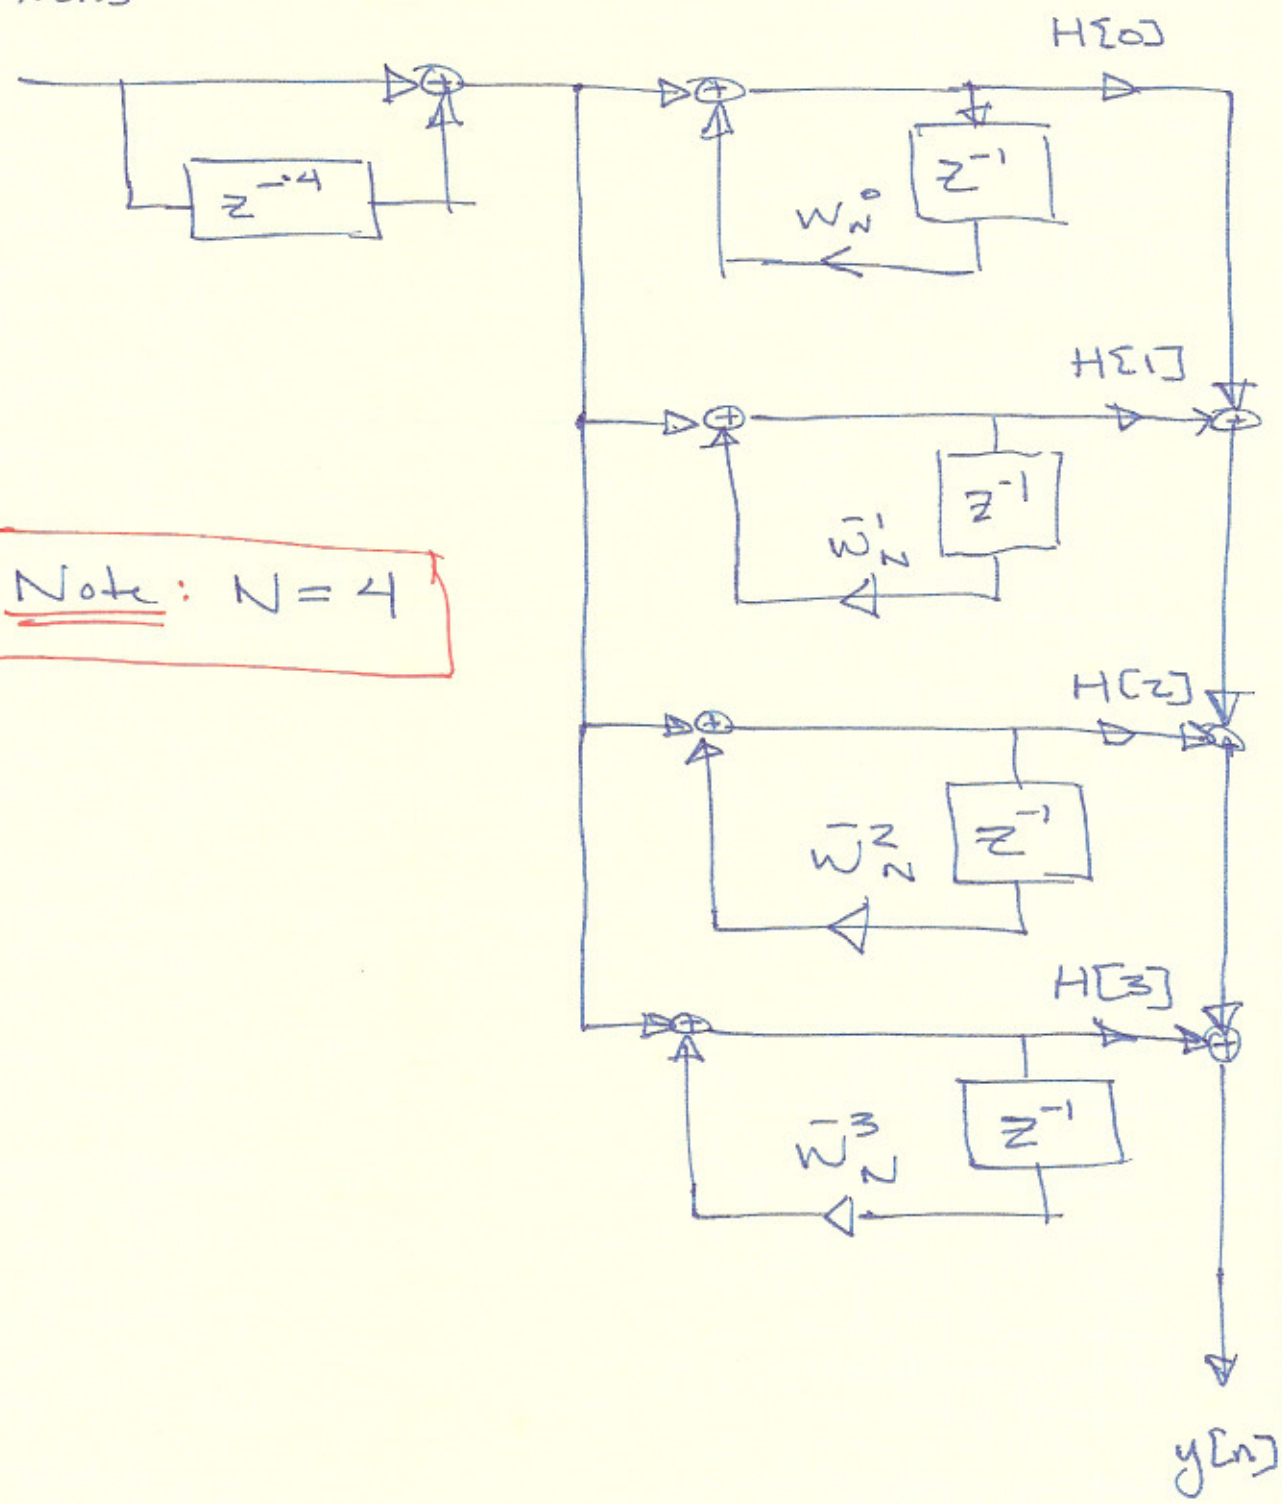 H[0]
z^-4
z^-1
W_N^0
H[1]
z^-1
W_N^-1
Note: N = 4
H[2]
z^-1
W_N^-2
H[3]
z^-1
W_N^-3
y[n]